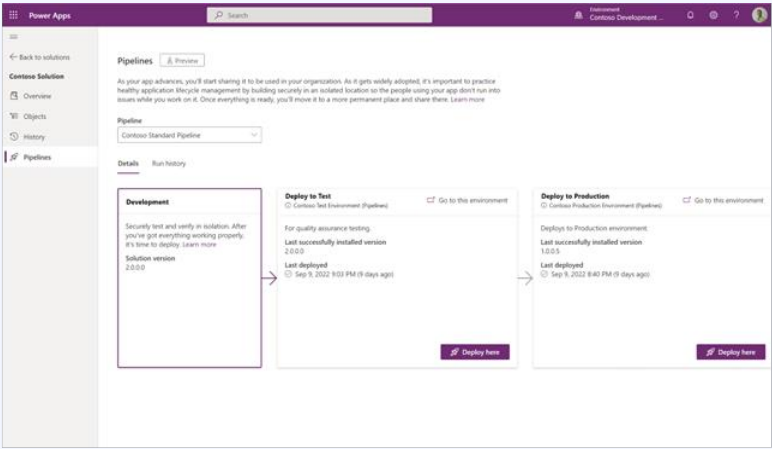 Power Apps
Search
Environment
Contoso Development ...
?
Back to solutions
Contoso Solution
Overview
Objects
History
Pipelines
Pipelines
Preview
As your app advances, you'll start sharing it to be used in your organization. As it gets widely adopted, it's important to practice
healthy application lifecycle management by building securely in an isolated location so the people using your app don't run into
issues while you work on it. Once everything is ready, you'll move it to a more permanent place and share there. Learn more
Pipeline
Contoso Standard Pipeline
Details
Run history
Development
Securely test and verify in isolation. After
you've got everything working properly,
it's time to deploy. Learn more
Solution version
2.0.0.0
Deploy to Test
Contoso Test Environment (Pipelines)
Go to this environment
For quality assurance testing.
Last successfully installed version
2.0.0.0
Last deployed
Sep 9, 2022 9:03 PM (9 days ago)
Deploy here
Deploy to Production
Contoso Production Environment (Pipelines)
Go to this environment
Deploys to Production environment.
Last successfully installed version
1.0.0.5
Last deployed
Sep 9, 2022 8:40 PM (9 days ago)
Deploy here